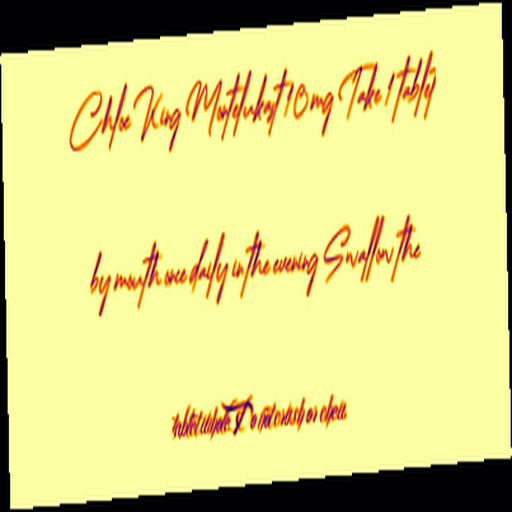 Chloe King Montelukast 10mg Take 1 tablet
by mouth once daily in the evening Swallow the
tablet whole. Do not crush or chew.